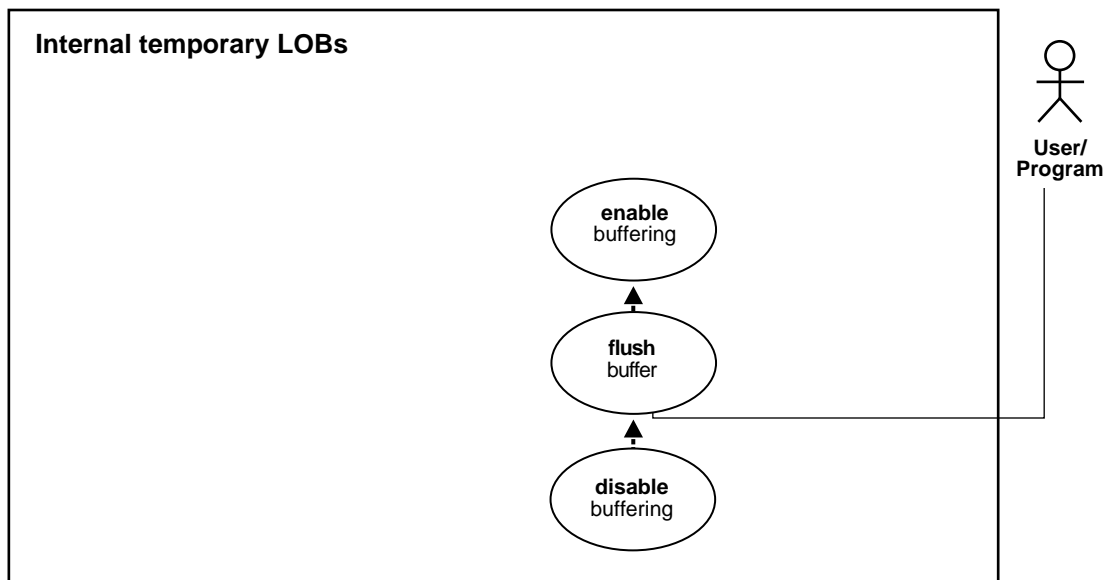 Internal temporary LOBs
User/
Program
enable
buffering
flush
buffer
disable
buffering